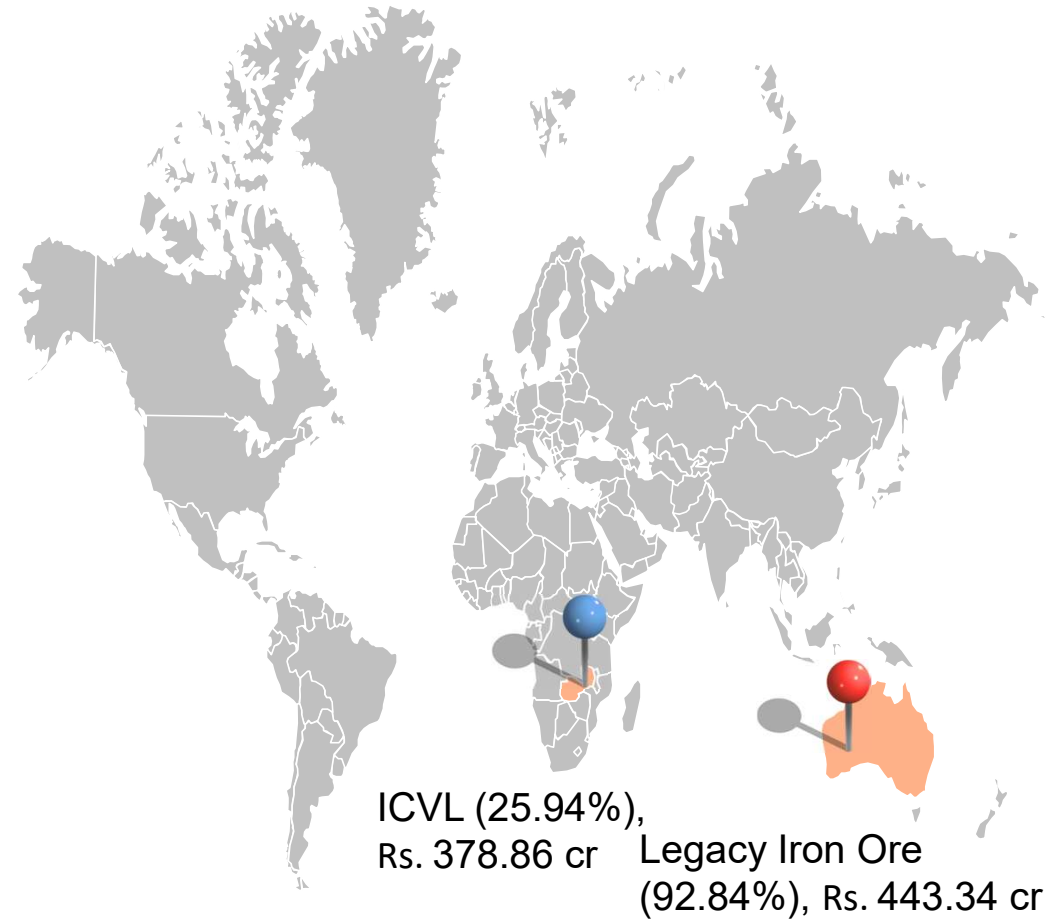 ICVL (25.94%),
Rs. 378.86 cr
Legacy Iron Ore
(92.84%), Rs. 443.34 cr